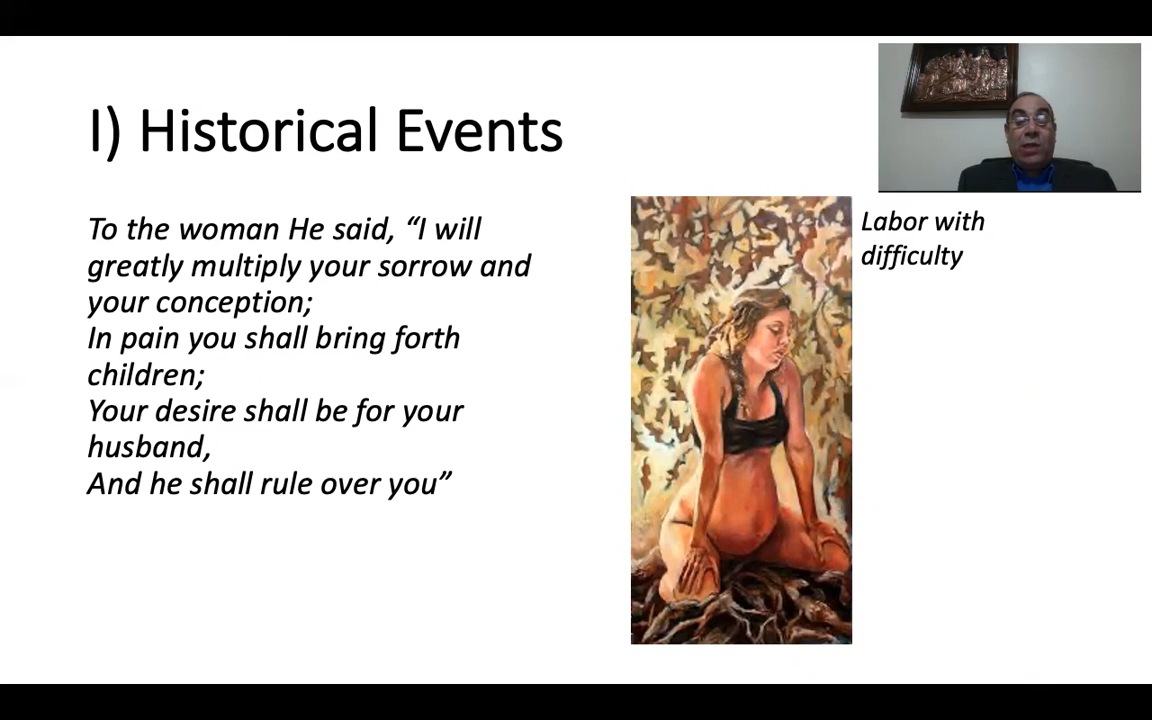 I) Historical Events
To the woman He said, “I will
greatly multiply your sorrow and
your conception;
In pain you shall bring forth
children;
Your desire shall be for your
husband,
And he shall rule over you”
Labor with
difficulty